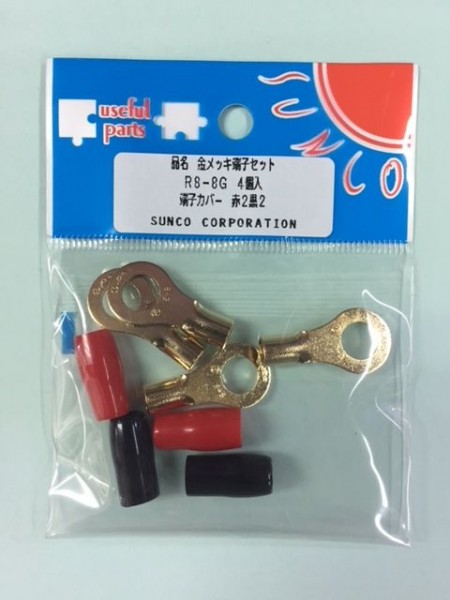 useful
parts
SUNCO
品名 金メッキ端子セット
R8-8G 4個入
端子カバー 赤2黒2
SUNCO CORPORATION